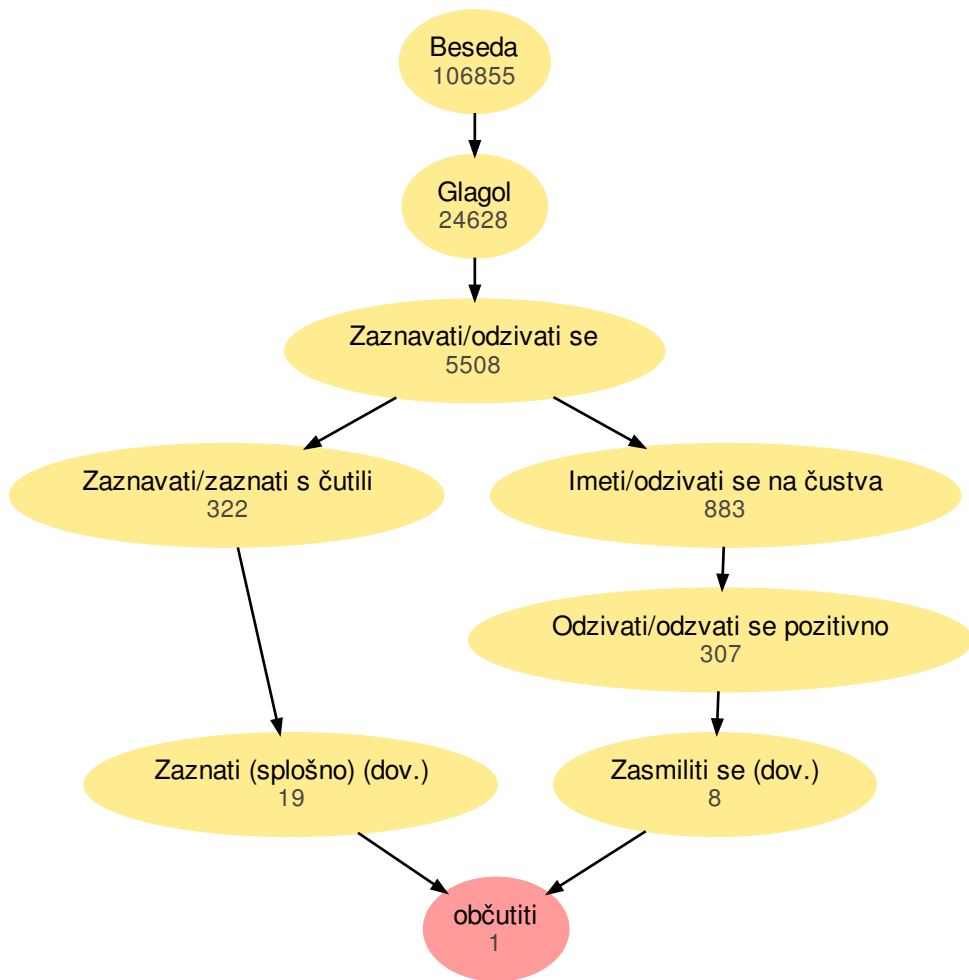 Beseda
106855
Glagol
24628
Zaznavati/odzivati se
5508
Zaznavati/zaznati s čutili
322
Imeti/odzivati se na čustva
883
Odzivati/odzvati se pozitivno
307
Zaznati (splošno) (dov.)
19
Zasmiliti se (dov.)
8
občutiti
1